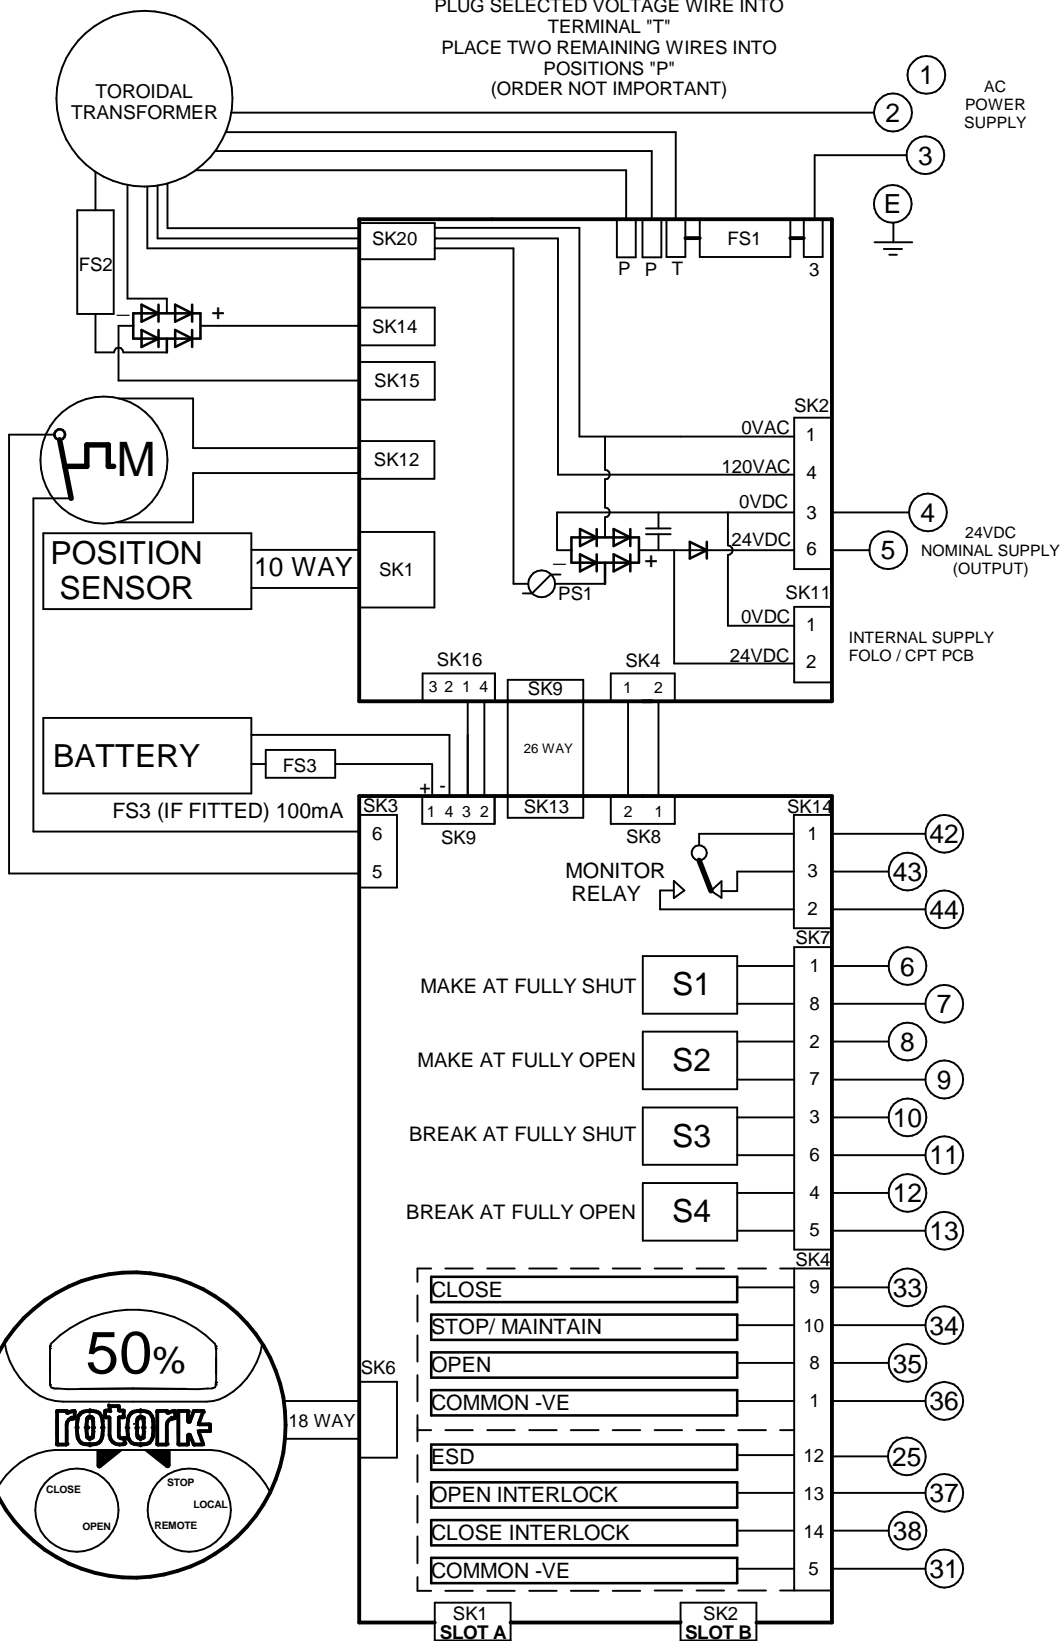 PLUG SELECTED VOLTAGE WIRE INTO
TERMINAL "T"
PLACE TWO REMAINING WIRES INTO
POSITIONS "P"
(ORDER NOT IMPORTANT)
TOROIDAL
TRANSFORMER
1
2
3
AC
POWER
SUPPLY
E
SK20
FS2
P P T
FS1
3
SK14
SK15
- +
SK2
0VAC 1
120VAC 4
0VDC 3
24VDC 6
M
SK12
4
5
24VDC
NOMINAL SUPPLY
(OUTPUT)
POSITION
SENSOR
10 WAY
SK1
- +
PS1
SK11
0VDC 1
24VDC 2
INTERNAL SUPPLY
FOLO / CPT PCB
SK16
3 2 1 4
SK9
SK4
1 2
BATTERY
FS3
26 WAY
+ -
FS3 (IF FITTED) 100mA
SK3
6
5
1 4 3 2
SK9
SK13
2 1
SK8
SK14
MONITOR
RELAY
1 42
3 43
2 44
SK7
MAKE AT FULLY SHUT S1
1 6
8 7
MAKE AT FULLY OPEN S2
2 8
7 9
BREAK AT FULLY SHUT S3
3 10
6 11
BREAK AT FULLY OPEN S4
4 12
5 13
SK4
CLOSE 9 33
STOP/ MAINTAIN 10 34
OPEN 8 35
COMMON -VE 1 36
ESD 12 25
OPEN INTERLOCK 13 37
CLOSE INTERLOCK 14 38
COMMON -VE 5 31
50%
rotork
SK6
18 WAY
CLOSE
OPEN
STOP
LOCAL
REMOTE
SK1
SLOT A
SK2
SLOT B